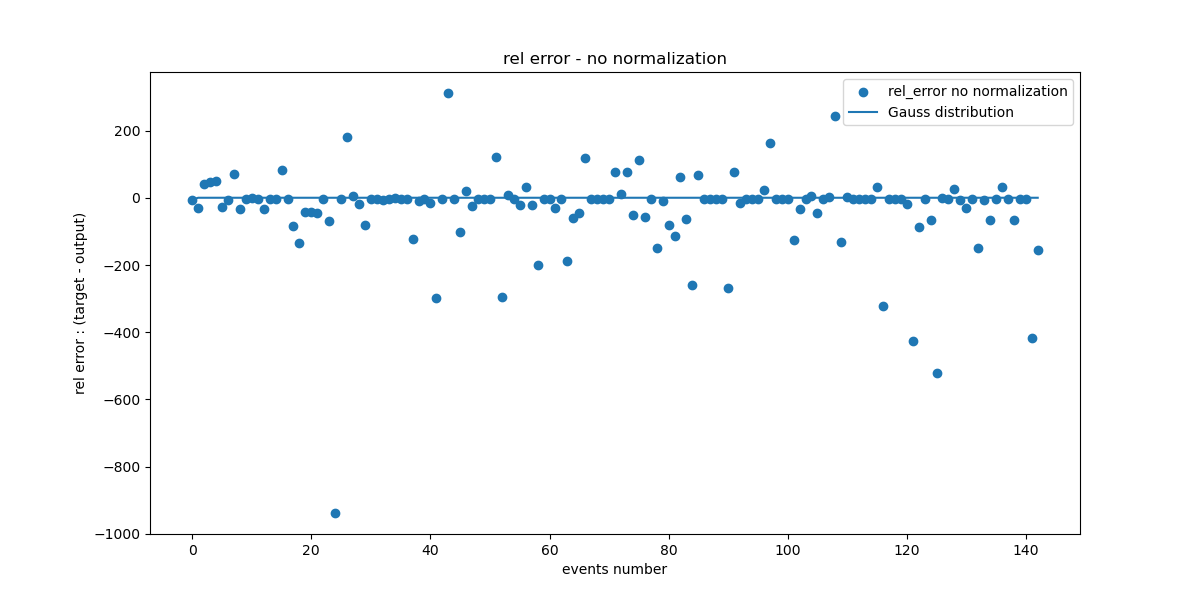 rel error - no normalization
rel_error no normalization
Gauss distribution
200
0
−200
−400
−600
−800
−1000
rel error : (target - output)
0 20 40 60 80 100 120 140
events number